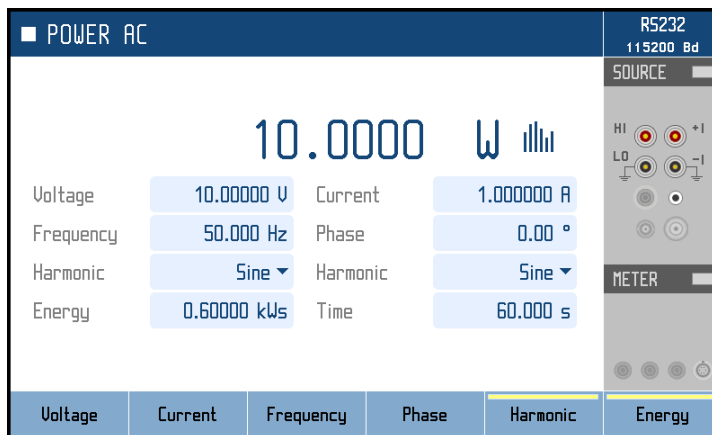 POWER AC
RS232
115200 Bd
SOURCE
10.0000 W
HI +I
LO -I
Voltage 10.00000 V Current 1.000000 A
Frequency 50.000 Hz Phase 0.00 °
Harmonic Sine Harmonic Sine
Energy 0.60000 kWs Time 60.000 s
METER
Voltage Current Frequency Phase Harmonic Energy